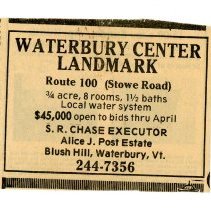 WATERBURY CENTER
LANDMARK
Route 100 (Stowe Road)
¾ acre, 8 rooms, 1½ baths
Local water system
$45,000 open to bids thru April
S. R. CHASE EXECUTOR
Alice J. Post Estate
Blush Hill, Waterbury, Vt.
244-7356